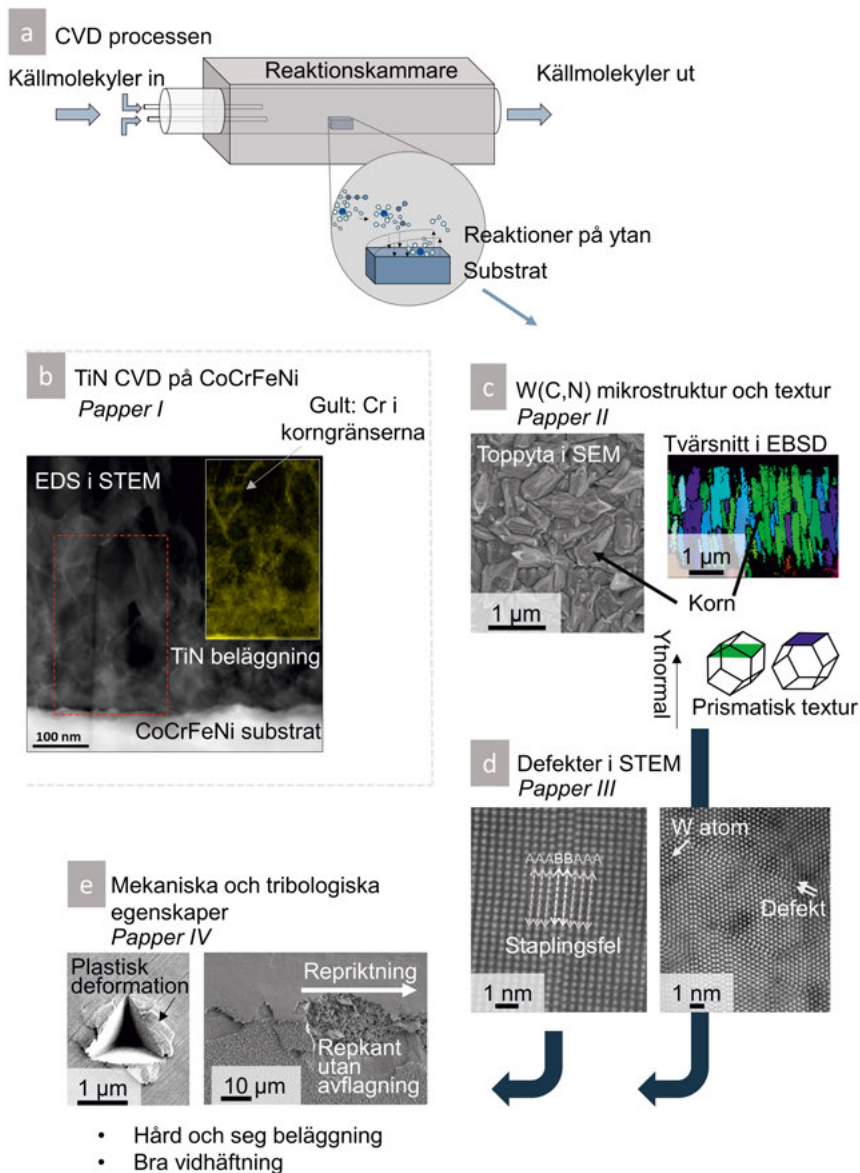 a CVD processen
Källmolekyler in
Reaktionskammare
Källmolekyler ut
Reaktioner på ytan
Substrat
b TiN CVD på CoCrFeNi
Papper I
Gult: Cr i
korngränserna
EDS i STEM
TiN beläggning
CoCrFeNi substrat
100 nm
c W(C,N) mikrostruktur och textur
Papper II
Toppyta i SEM
Tvärsnitt i EBSD
1 µm
1 µm
Korn
Ytnormal
Prismatisk textur
d Defekter i STEM
Papper III
AAABBAAA
Staplingsfel
1 nm
W atom
Defekt
1 nm
e Mekaniska och tribologiska
egenskaper
Papper IV
Plastisk
deformation
1 µm
Repriktning
Repkant
utan
avflagning
10 µm
• Hård och seg beläggning
• Bra vidhäftning